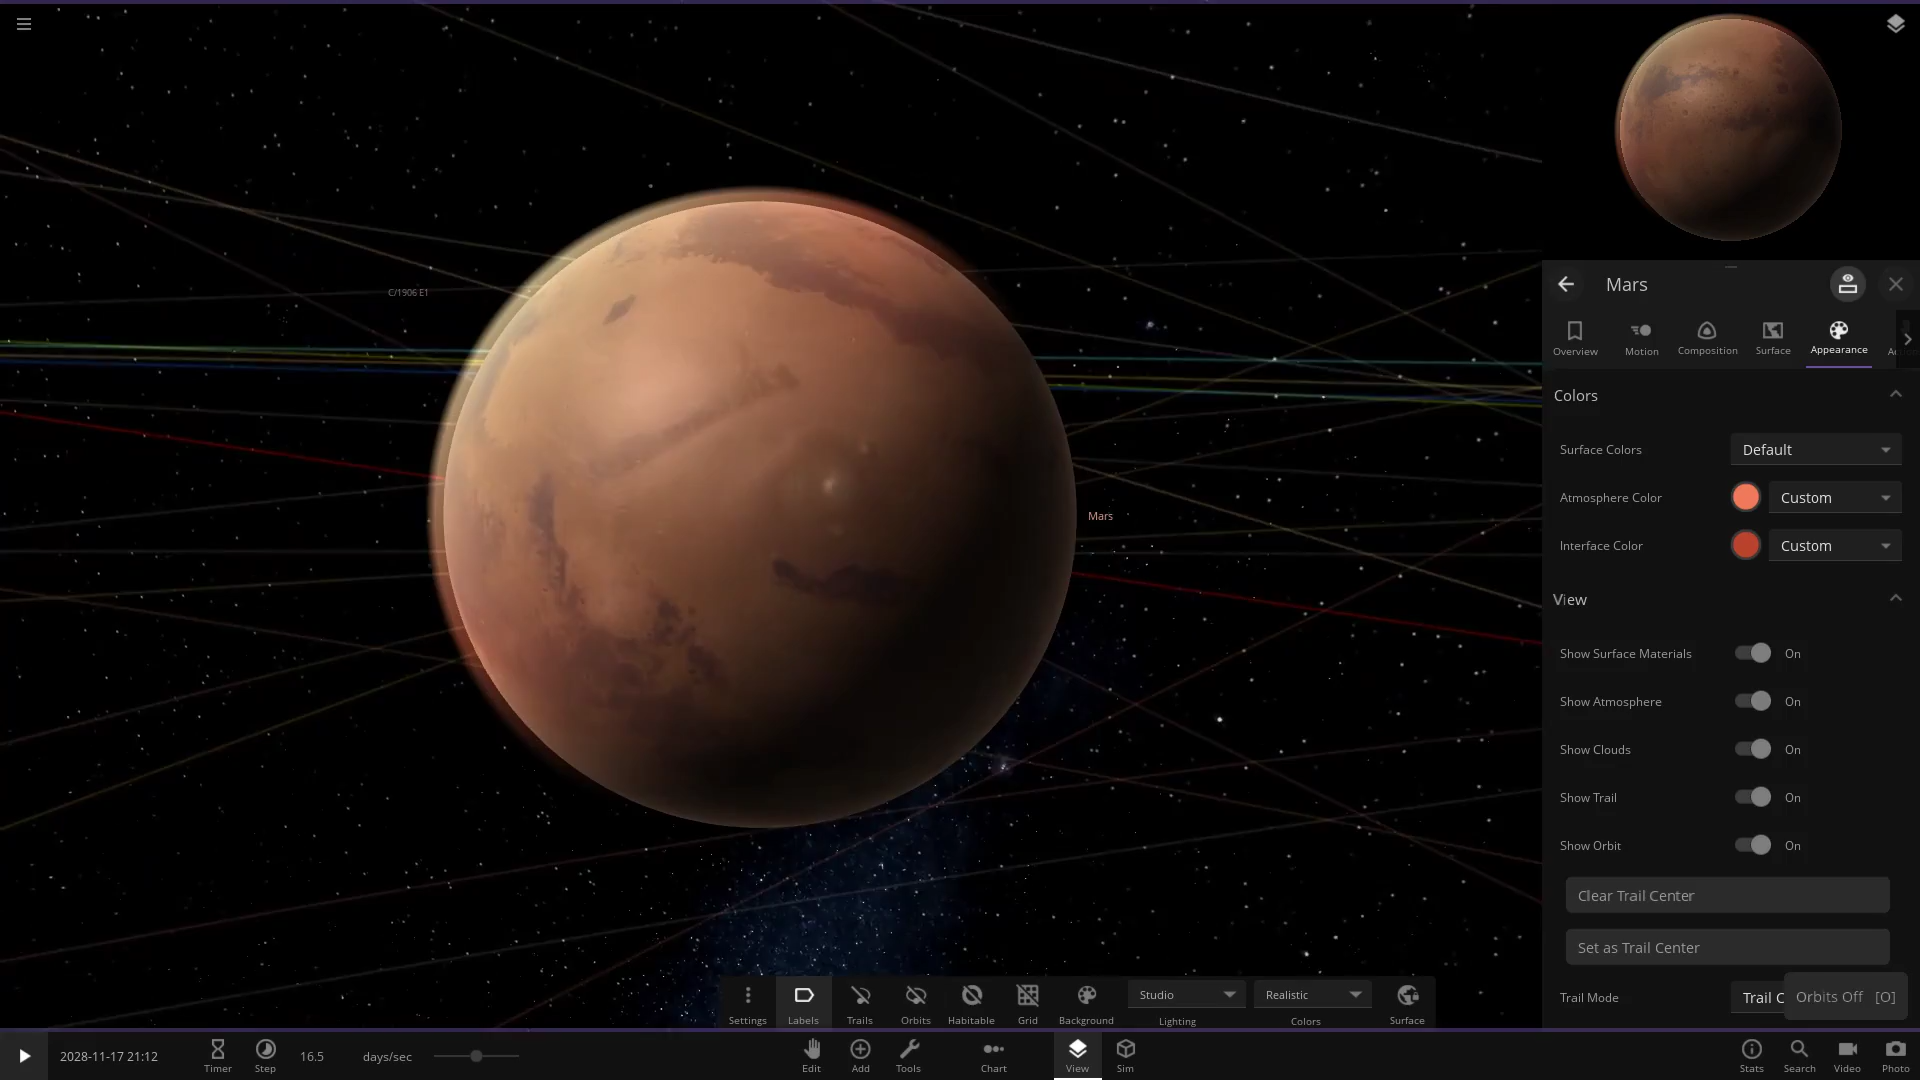 C/1906 E1
Mars
Mars
Overview
Motion
Composition
Surface
Appearance
Colors
Surface Colors
Default
Atmosphere Color
Custom
Interface Color
Custom
View
Show Surface Materials
On
Show Atmosphere
On
Show Clouds
On
Show Trail
On
Show Orbit
On
Clear Trail Center
Set as Trail Center
Trail Mode
Trail
Orbits Off [O]
Settings
Labels
Trails
Orbits
Habitable
Grid
Background
Studio
Lighting
Realistic
Colors
Surface
2028-11-17 21:12
Timer
Step
16.5
days/sec
Edit
Add
Tools
Chart
View
Sim
Stats
Search
Video
Photo